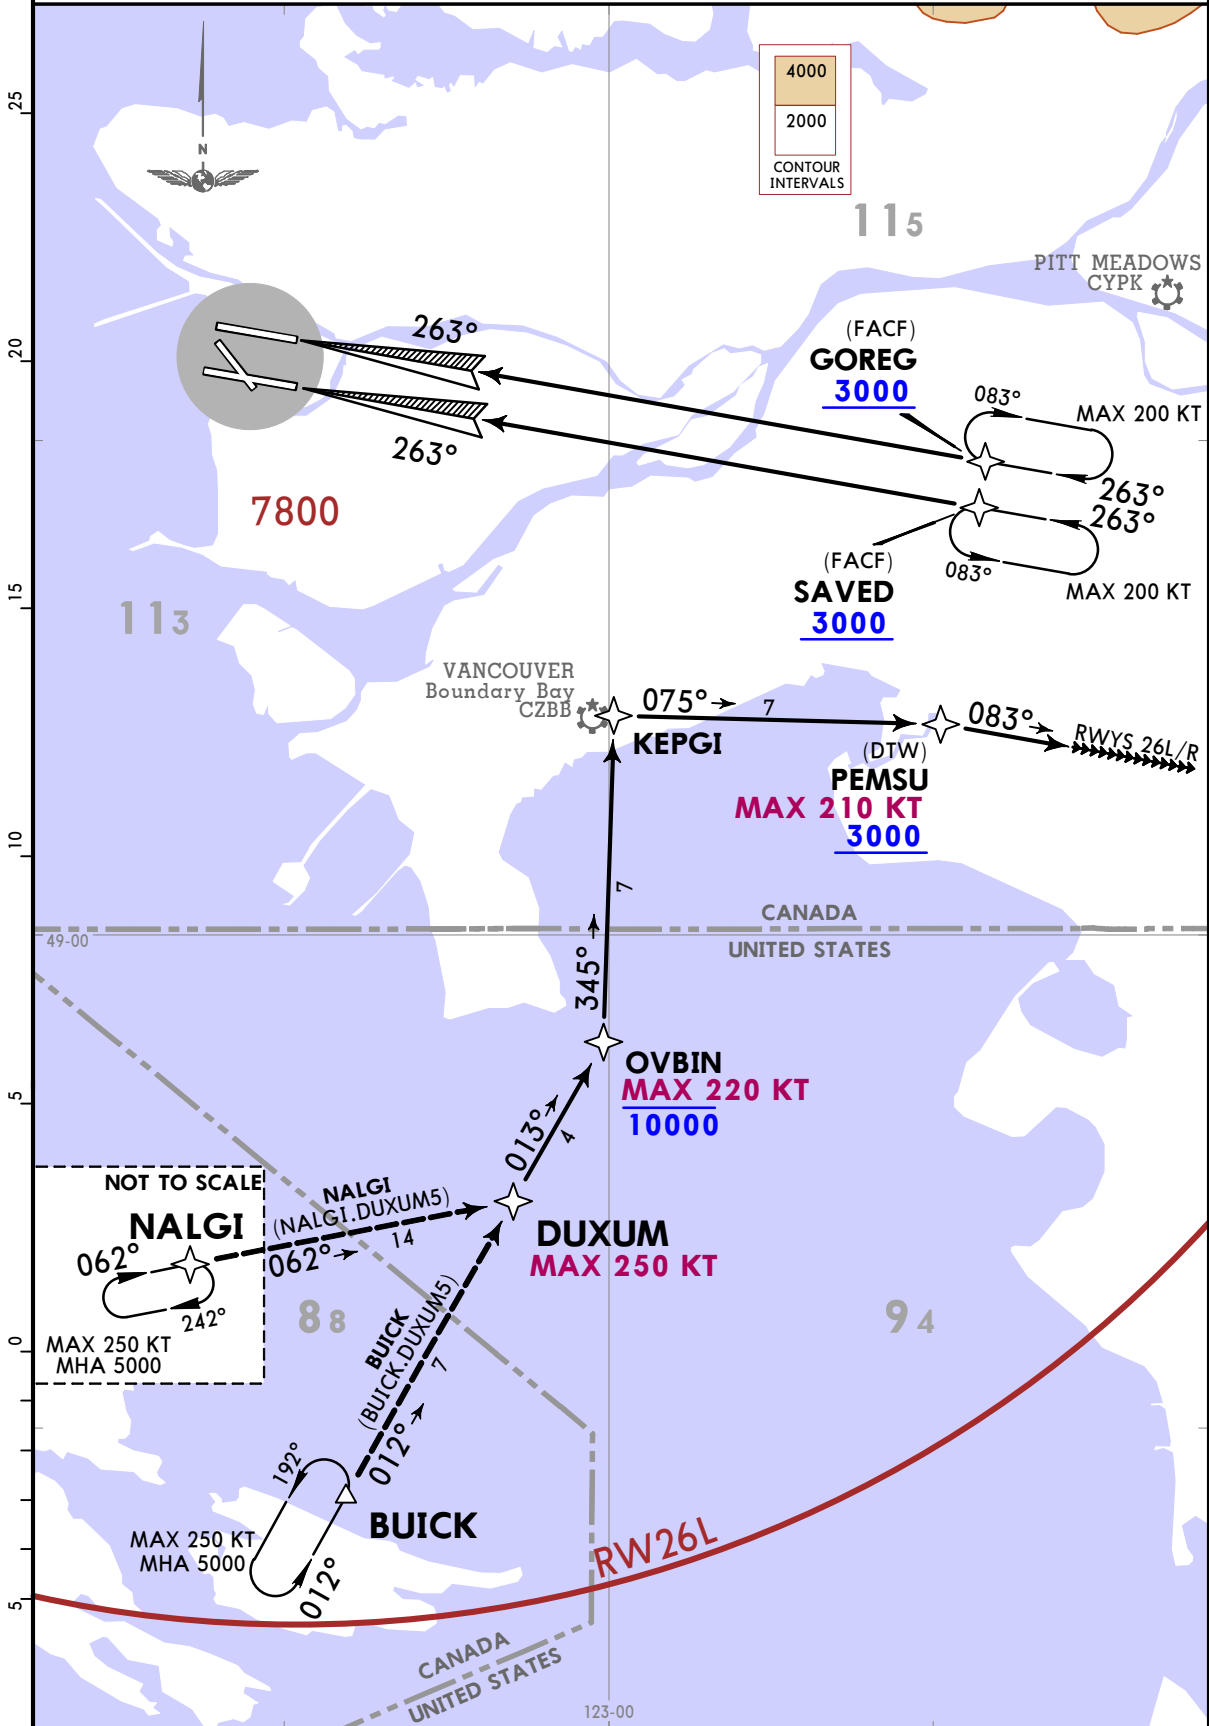 4000
2000
CONTOUR
INTERVALS
25
N
115
PITT MEADOWS
CYPK
263°
(FACF)
GOREG
3000
20
083°
MAX 200 KT
263°
263°
263°
7800
(FACF)
SAVED
3000
083°
MAX 200 KT
15
113
VANCOUVER
Boundary Bay
CZBB
075°
7
083°
KEPGI
(DTW)
RWYS 26L/R
PEMSU
MAX 210 KT
3000
10
7
CANADA
49-00
UNITED STATES
345°
OVBIN
MAX 220 KT
10000
5
013°
4
NOT TO SCALE
NALGI
NALGI
(NALGI.DUXUM5)
14
062°
062°
242°
DUXUM
MAX 250 KT
88
94
0
MAX 250 KT
MHA 5000
BUICK
(BUICK.DUXUM5)
7
012°
192°
BUICK
MAX 250 KT
MHA 5000
012°
RW26L
5
CANADA
UNITED STATES
123-00